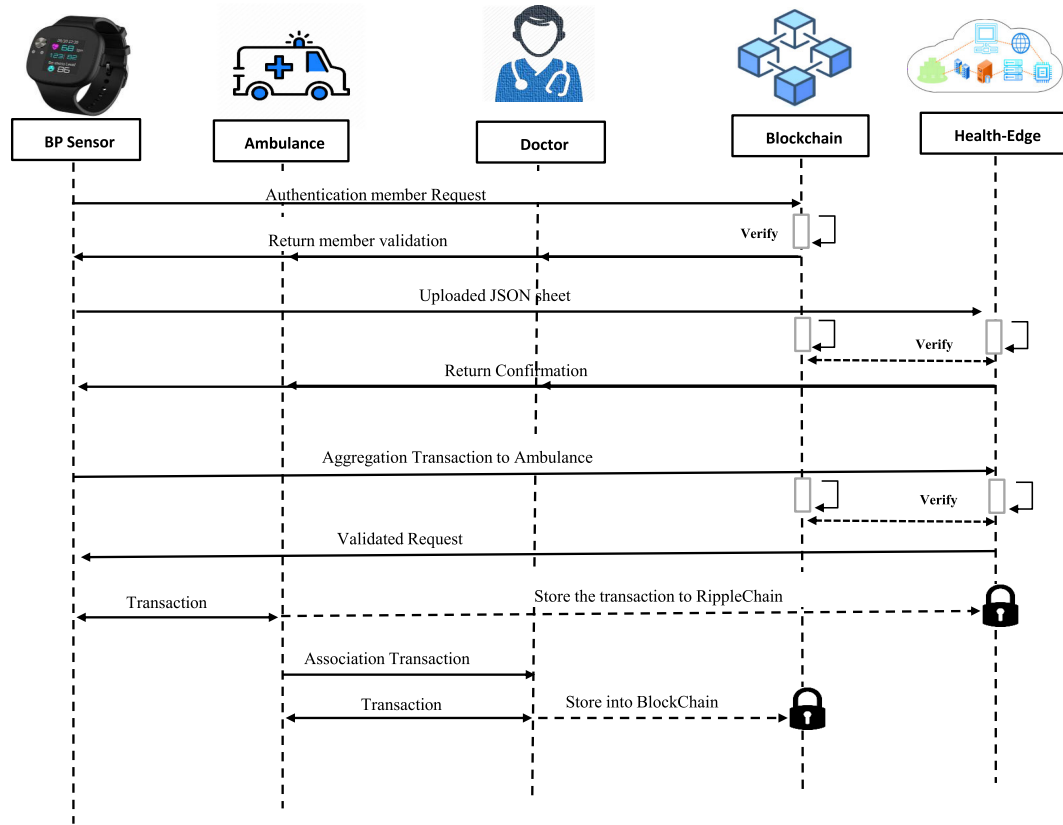 BP Sensor
Ambulance
Doctor
Blockchain
Health-Edge
Authentication member Request
Verify
Return member validation
Uploaded JSON sheet
Verify
Return Confirmation
Aggregation Transaction to Ambulance
Verify
Validated Request
Transaction
Store the transaction to RippleChain
Association Transaction
Transaction
Store into BlockChain